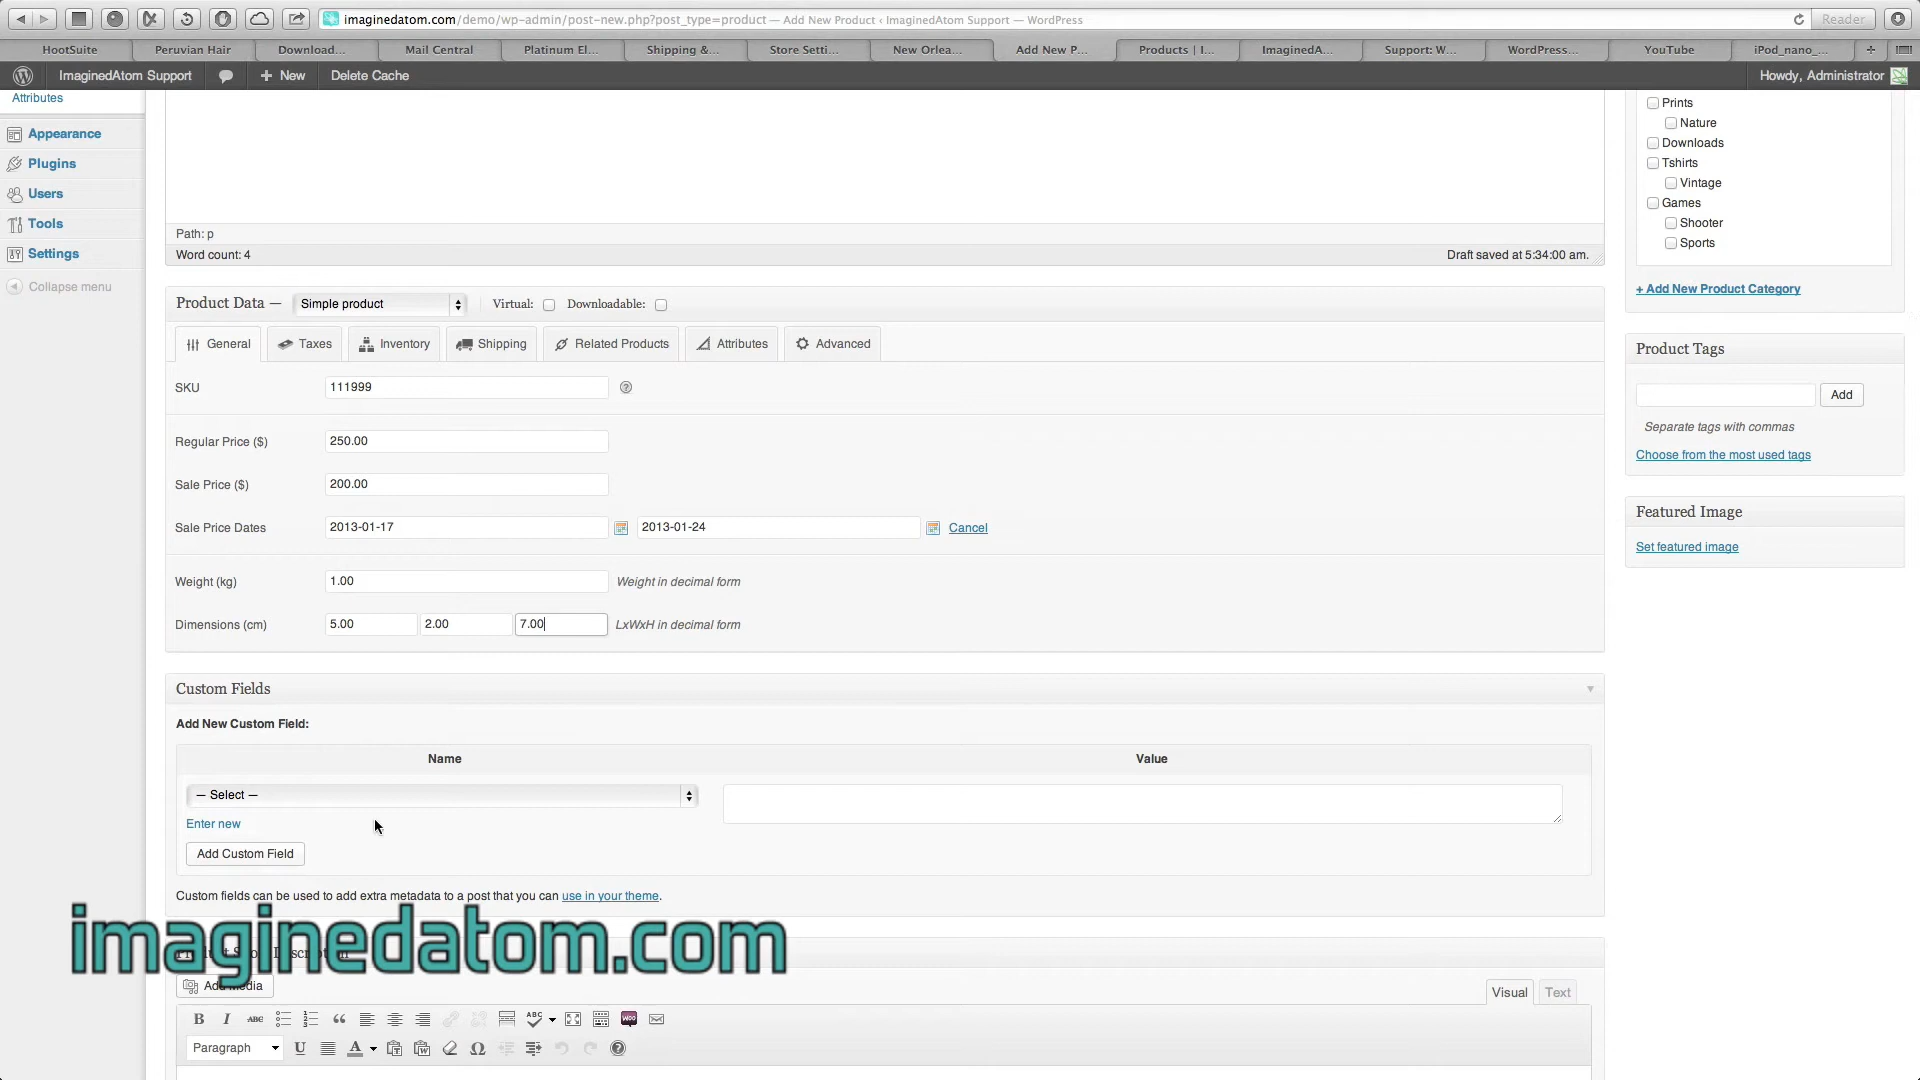 imaginedatom.com/demo/wp-admin/post-new.php?post_type=product — Add New Product ‹ ImaginedAtom Support — WordPress
Reader
HootSuite
Peruvian Hair
Download...
Mail Central
Platinum El...
Shipping &...
Store Setti...
New Orlea...
Add New P...
Products | I...
ImaginedA...
Support: W...
WordPress...
YouTube
iPod_nano_...
ImaginedAtom Support
+ New
Delete Cache
Howdy, Administrator
Attributes
Appearance
Plugins
Users
Tools
Settings
Collapse menu
Path: p
Word count: 4
Draft saved at 5:34:00 am.
Product Data —
Simple product
Virtual:
Downloadable:
General
Taxes
Inventory
Shipping
Related Products
Attributes
Advanced
SKU
111999
Regular Price ($)
250.00
Sale Price ($)
200.00
Sale Price Dates
2013-01-17
2013-01-24
Cancel
Weight (kg)
1.00
Weight in decimal form
Dimensions (cm)
5.00
2.00
7.00
LxWxH in decimal form
Custom Fields
Add New Custom Field:
Name
Value
— Select —
Enter new
Add Custom Field
Custom fields can be used to add extra metadata to a post that you can use in your theme.
imaginedatom.com
Add Media
Visual
Text
Paragraph
Prints
Nature
Downloads
Tshirts
Vintage
Games
Shooter
Sports
+ Add New Product Category
Product Tags
Add
Separate tags with commas
Choose from the most used tags
Featured Image
Set featured image